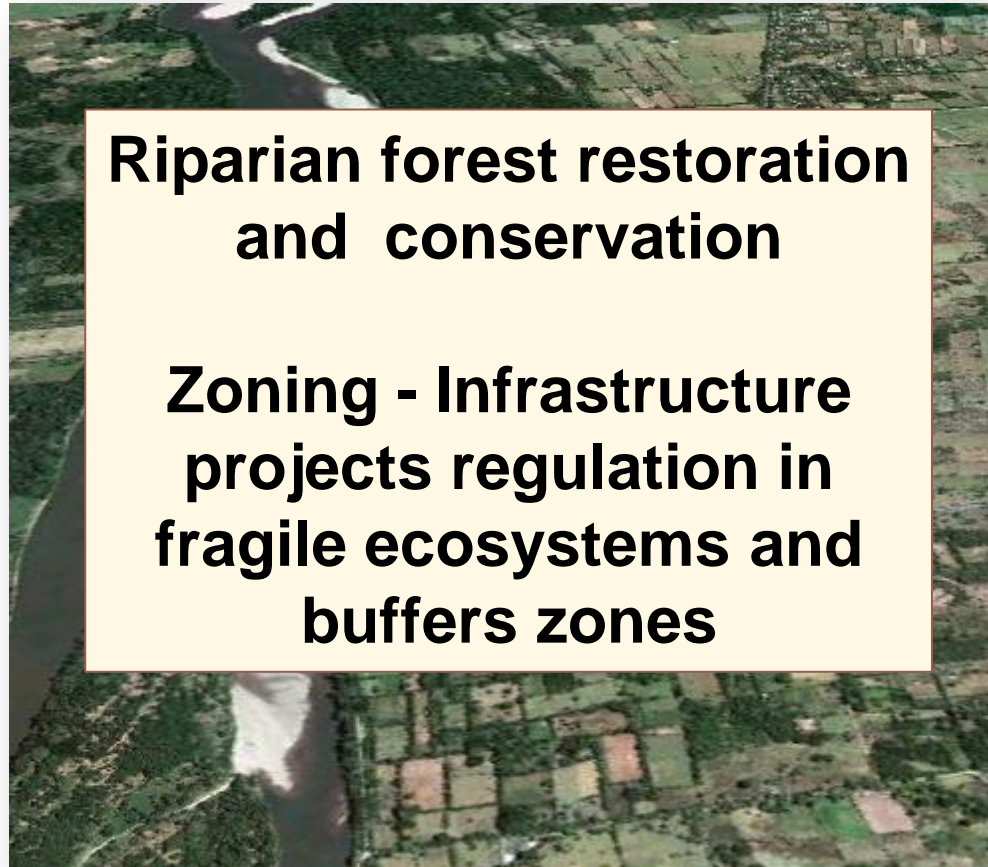 Riparian forest restoration
and  conservation
Zoning - Infrastructure
projects regulation in
fragile ecosystems and
buffers zones